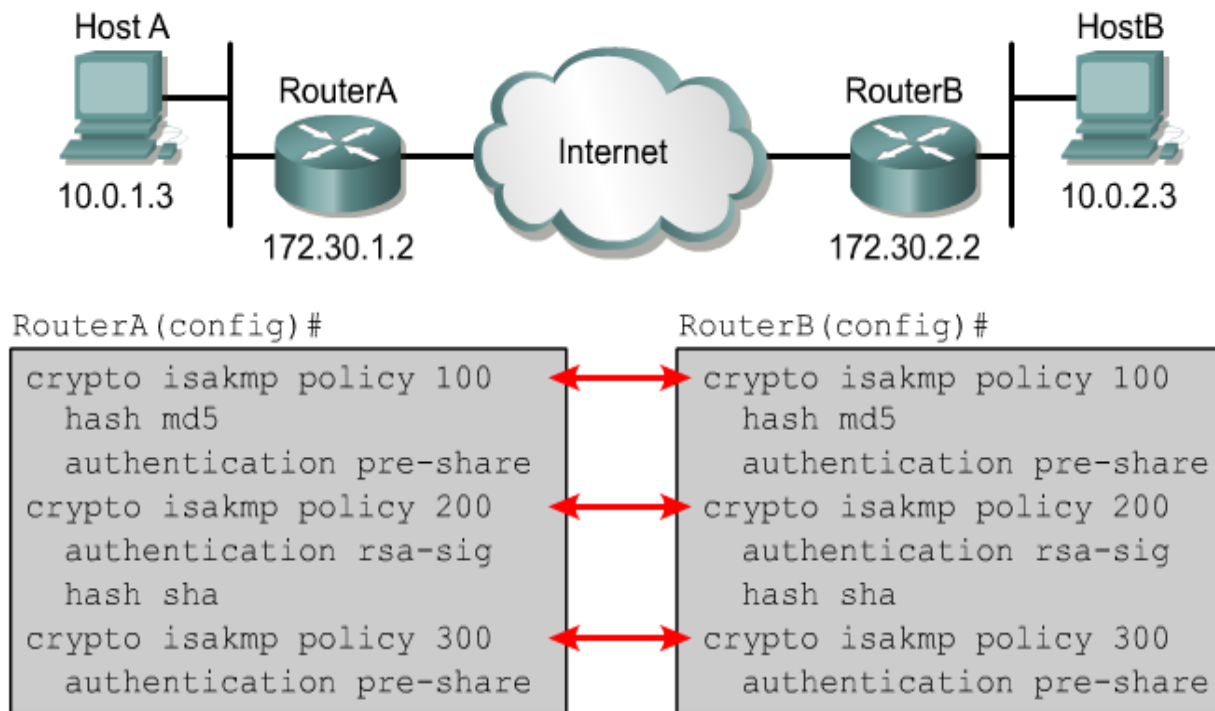 Host A
HostB
RouterA
RouterB
Internet
10.0.1.3
10.0.2.3
172.30.1.2
172.30.2.2
RouterA(config)#
crypto isakmp policy 100
hash md5
authentication pre-share
crypto isakmp policy 200
authentication rsa-sig
hash sha
crypto isakmp policy 300
authentication pre-share
RouterB(config)#
crypto isakmp policy 100
hash md5
authentication pre-share
crypto isakmp policy 200
authentication rsa-sig
hash sha
crypto isakmp policy 300
authentication pre-share